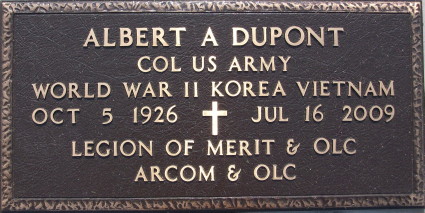 ALBERT A DUPONT
COL US ARMY
WORLD WAR II KOREA VIETNAM
OCT 5 1926 JUL 16 2009
LEGION OF MERIT & OLC
ARCOM & OLC